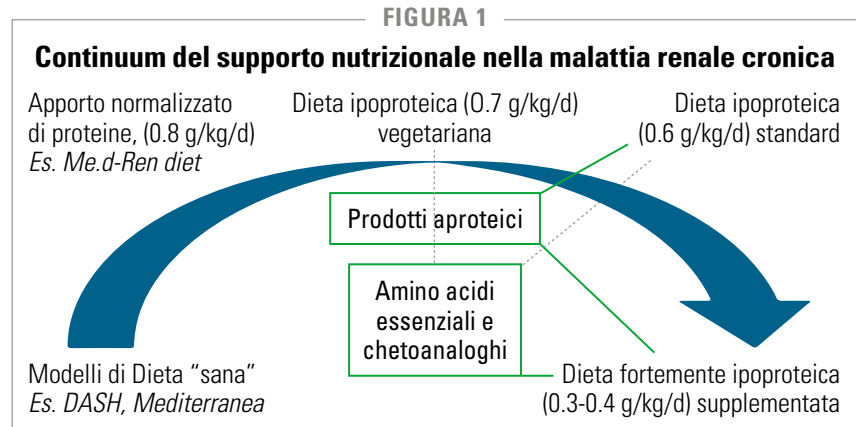 FIGURA 1
Continuum del supporto nutrizionale nella malattia renale cronica
Apporto normalizzato
di proteine, (0.8 g/kg/d)
Es. Me.d-Ren diet
Dieta ipoproteica (0.7 g/kg/d)
vegetariana
Dieta ipoproteica
(0.6 g/kg/d) standard
Prodotti aproteici
Amino acidi
essenziali e
chetoanaloghi
Modelli di Dieta “sana”
Es. DASH, Mediterranea
Dieta fortemente ipoproteica
(0.3-0.4 g/kg/d) supplementata